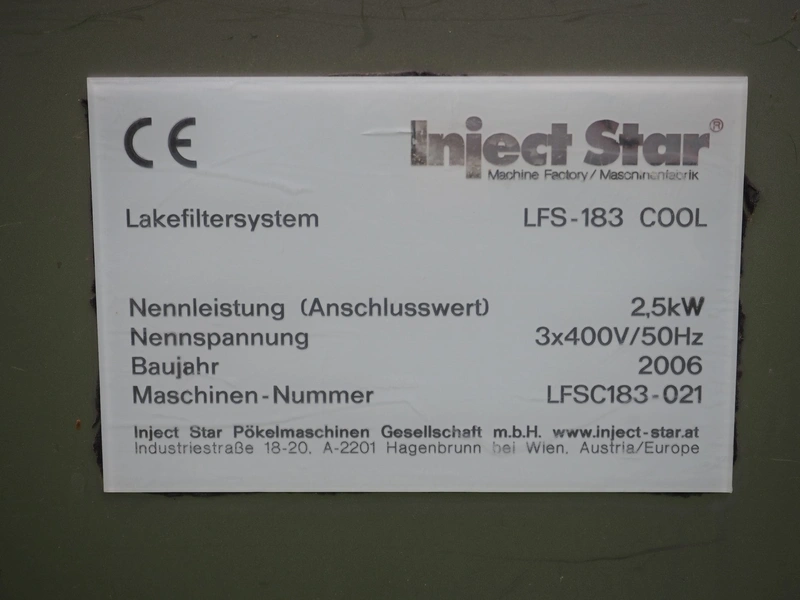 CE
Inject Star®
Machine Factory / Maschinenfabrik
Lakefiltersystem LFS-183 COOL
Nennleistung (Anschlusswert) 2,5kW
Nennspannung 3x400V/50Hz
Baujahr 2006
Maschinen-Nummer LFSC183-021
Inject Star Pökelmaschinen Gesellschaft m.b.H. www.inject-star.at
Industriestraße 18-20, A-2201 Hagenbrunn bei Wien, Austria/Europe